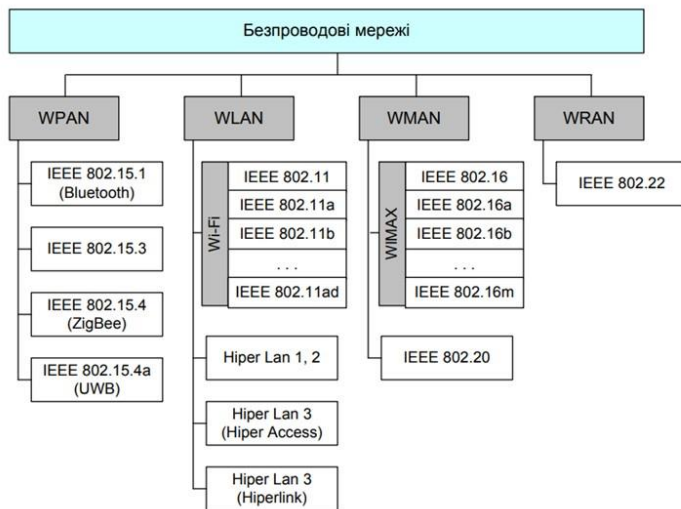 Безпроводові мережі
WPAN
WLAN
WMAN
WRAN
IEEE 802.15.1
(Bluetooth)
IEEE 802.15.3
IEEE 802.15.4
(ZigBee)
IEEE 802.15.4a
(UWB)
Wi-Fi
IEEE 802.11
IEEE 802.11a
IEEE 802.11b
. . .
IEEE 802.11ad
Hiper Lan 1, 2
Hiper Lan 3
(Hiper Access)
Hiper Lan 3
(Hiperlink)
WIMAX
IEEE 802.16
IEEE 802.16a
IEEE 802.16b
. . .
IEEE 802.16m
IEEE 802.20
IEEE 802.22